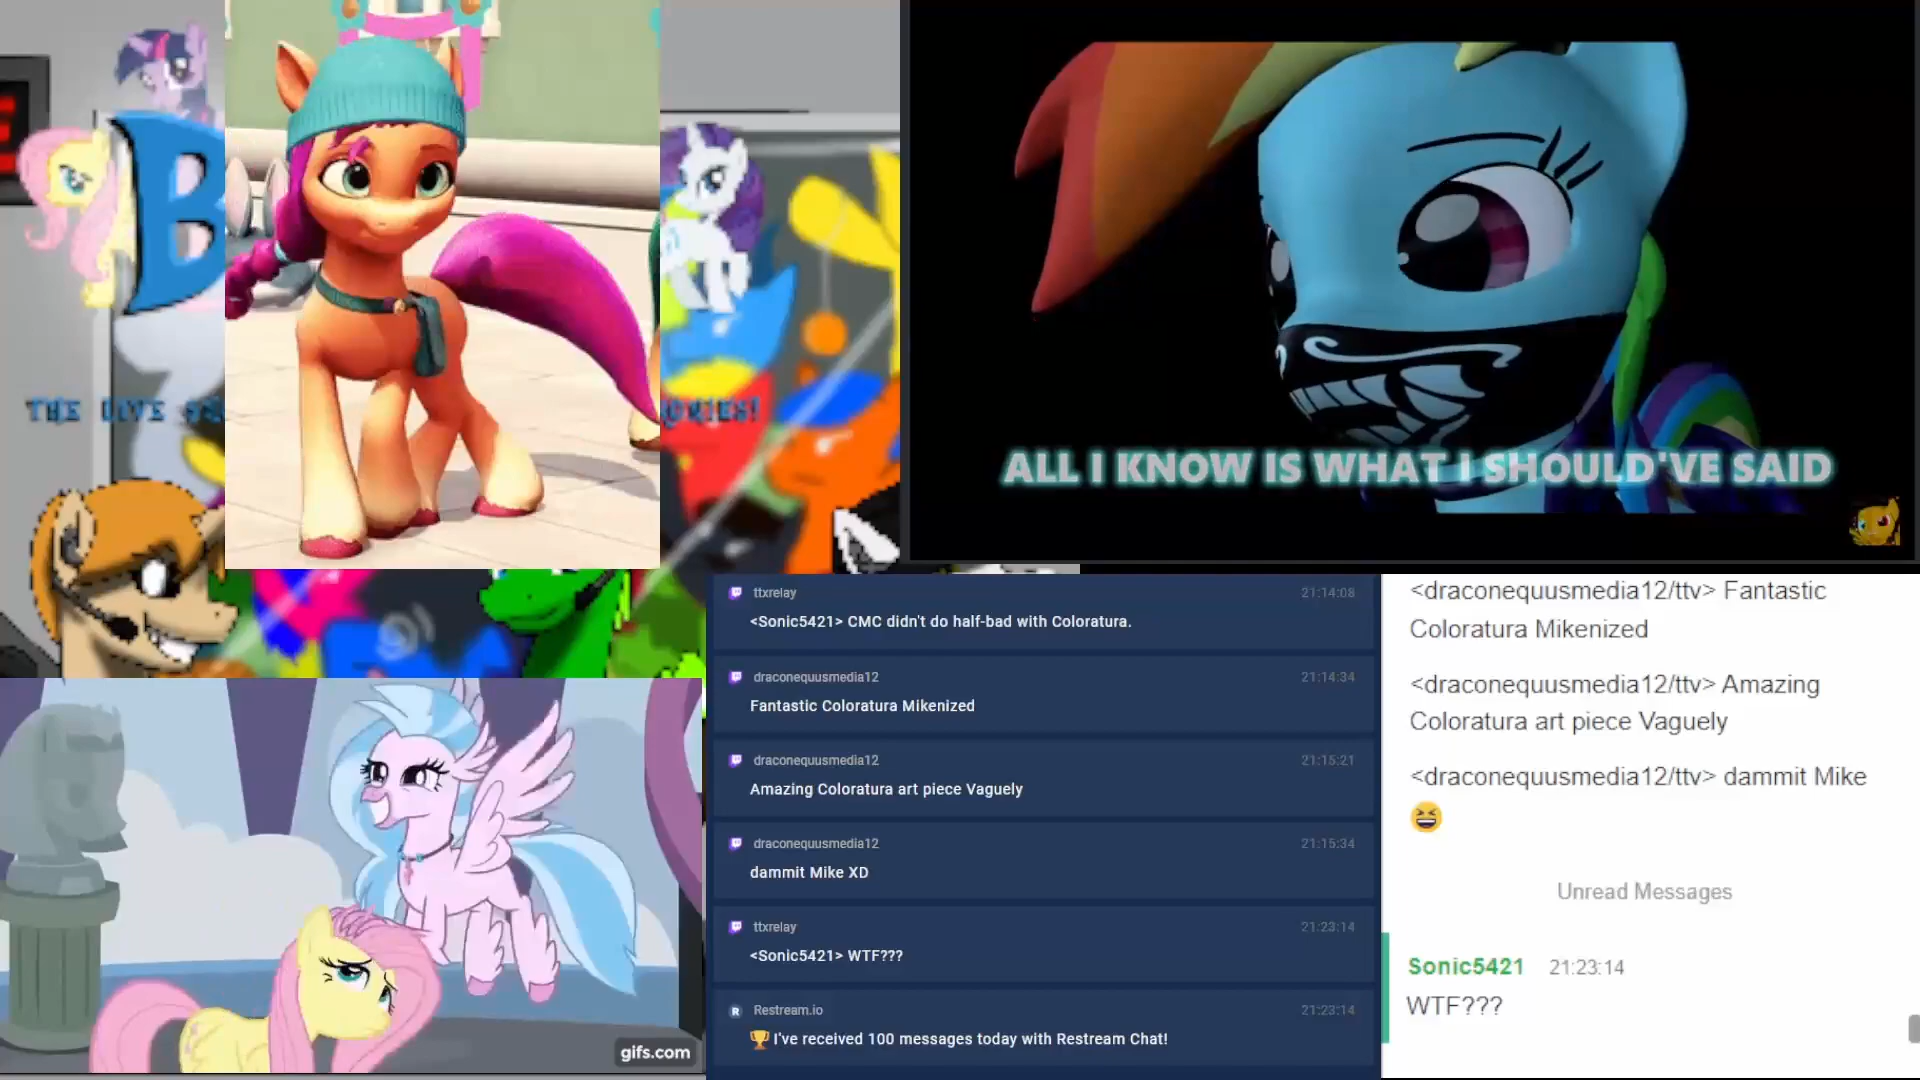 B
THE LIVE
ALL I KNOW IS WHAT I SHOULD'VE SAID
ttxrelay 21:14:08
<Sonic5421> CMC didn't do half-bad with Coloratura.
draconequusmedia12 21:14:34
Fantastic Coloratura Mikenized
draconequusmedia12 21:15:21
Amazing Coloratura art piece Vaguely
draconequusmedia12 21:15:34
dammit Mike XD
ttxrelay 21:23:14
<Sonic5421> WTF???
R Restream.io 21:23:14
I've received 100 messages today with Restream Chat!
<draconequusmedia12/ttv> Fantastic
Coloratura Mikenized
<draconequusmedia12/ttv> Amazing
Coloratura art piece Vaguely
<draconequusmedia12/ttv> dammit Mike
Unread Messages
Sonic5421 21:23:14
WTF???
gifs.com